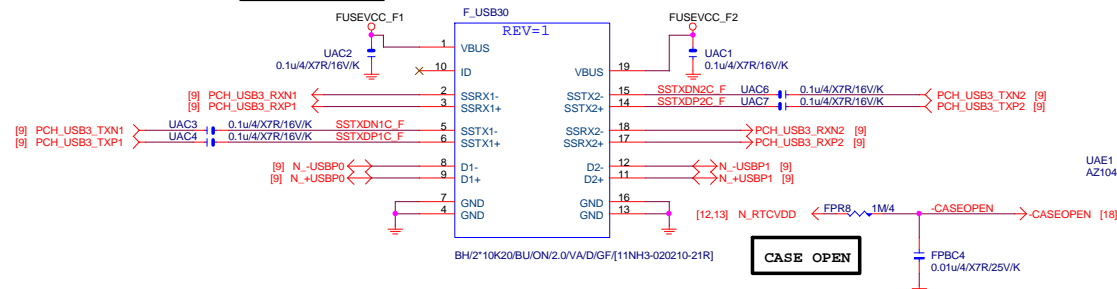 F_USB30
REV=1
FUSEVCC_F1
FUSEVCC_F2
UAC2
0.1u/4/X7R/16V/K
UAC1
0.1u/4/X7R/16V/K
1 VBUS
10 ID
VBUS 19
[9] PCH_USB3_RXN1 2 SSRX1-
[9] PCH_USB3_RXP1 3 SSRX1+
SSTX2- 15 SSTXDN2C_F UAC6 0.1u/4/X7R/16V/K PCH_USB3_TXN2 [9]
SSTX2+ 14 SSTXDP2C_F UAC7 0.1u/4/X7R/16V/K PCH_USB3_TXP2 [9]
[9] PCH_USB3_TXN1 UAC3 0.1u/4/X7R/16V/K SSTXDN1C_F 5 SSTX1-
[9] PCH_USB3_TXP1 UAC4 0.1u/4/X7R/16V/K SSTXDP1C_F 6 SSTX1+
SSRX2- 18 PCH_USB3_RXN2 [9]
SSRX2+ 17 PCH_USB3_RXP2 [9]
[9] N_-USBP0 8 D1-
[9] N_+USBP0 9 D1+
D2- 12 N_-USBP1 [9]
D2+ 11 N_+USBP1 [9]
7 GND
4 GND
GND 16
GND 13
BH/2*10K20/BU/ON/2.0/VA/D/GF/[11NH3-020210-21R]
UAE1
AZ104
[12,13] N_RTCVDD FPR8 1M/4 -CASEOPEN -CASEOPEN [18]
CASE OPEN
FPBC4
0.01u/4/X7R/25V/K